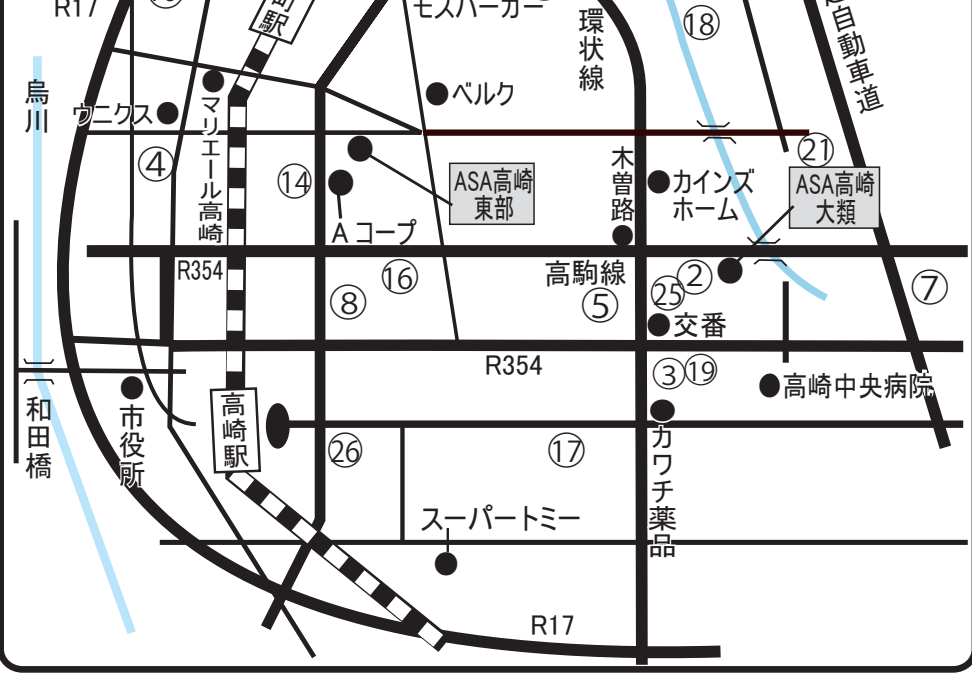 R17
町駅
モスバーガー
環状線
⑱
道自動車道
烏川
ウニクス
マリエール高崎
ベルク
④
⑭
ASA高崎
東部
木曽路
カインズ
ホーム
㉑
ASA高崎
大類
A コープ
R354
⑯
高駒線
②
㉕
⑦
⑧
⑤
交番
R354
③
⑲
高崎中央病院
和田橋
市役所
高崎駅
㉖
⑰
カワチ薬品
スーパートミー
R17